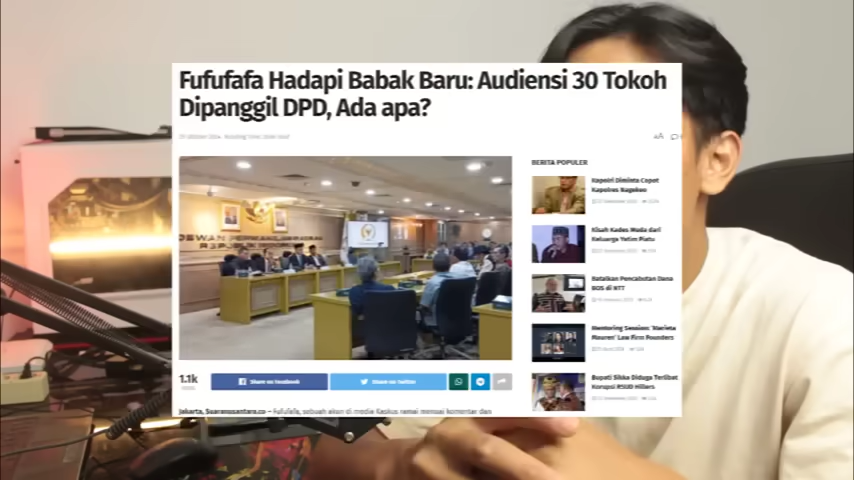 Fufufafa Hadapi Babak Baru: Audiensi 30 Tokoh
Dipanggil DPD, Ada apa?
AA
BERITA POPULER
Kapolri Diminta Copot
Kapolres Nagekeo
Kisah Kades Muda dari
Keluarga Yatim Piatu
Batalkan Pencabutan Dana
BOS di NTT
Mentoring Session: 'Marieta
Mauren' Law Firm Founders
Bupati Sikka Diduga Terlibat
Korupsi RSUD Hillers
DEWAN PERWAKILAN
1.1k
Share on Facebook
Share on Twitter
Jakarta, Suaranusantara.co – Fufufafa, sebuah akun di media Kaskus ramai menuai komentar dan